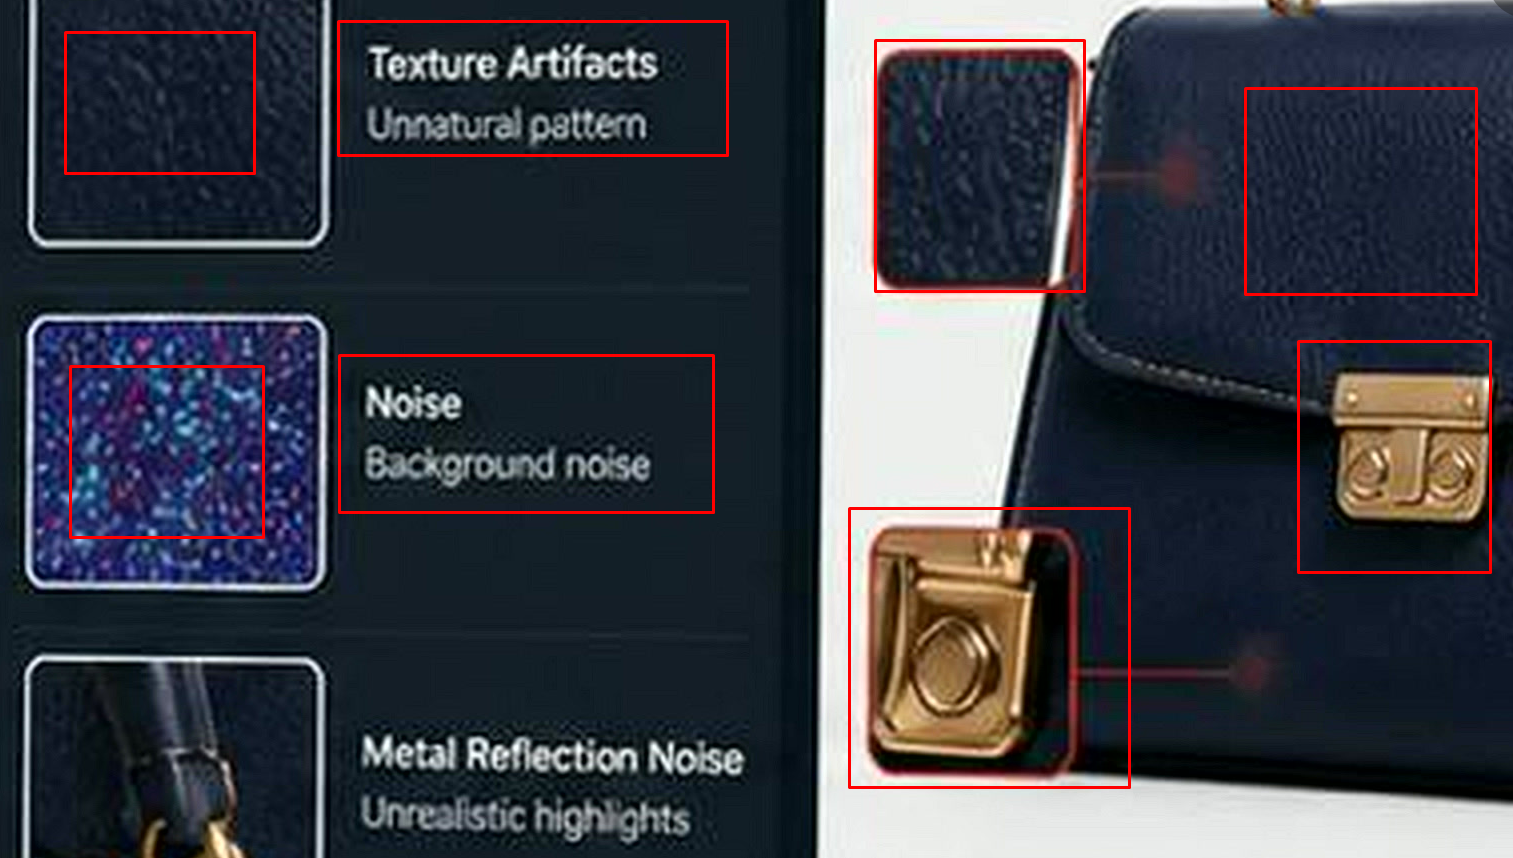 Texture Artifacts
Unnatural pattern
Noise
Background noise
Metal Reflection Noise
Unrealistic highlights